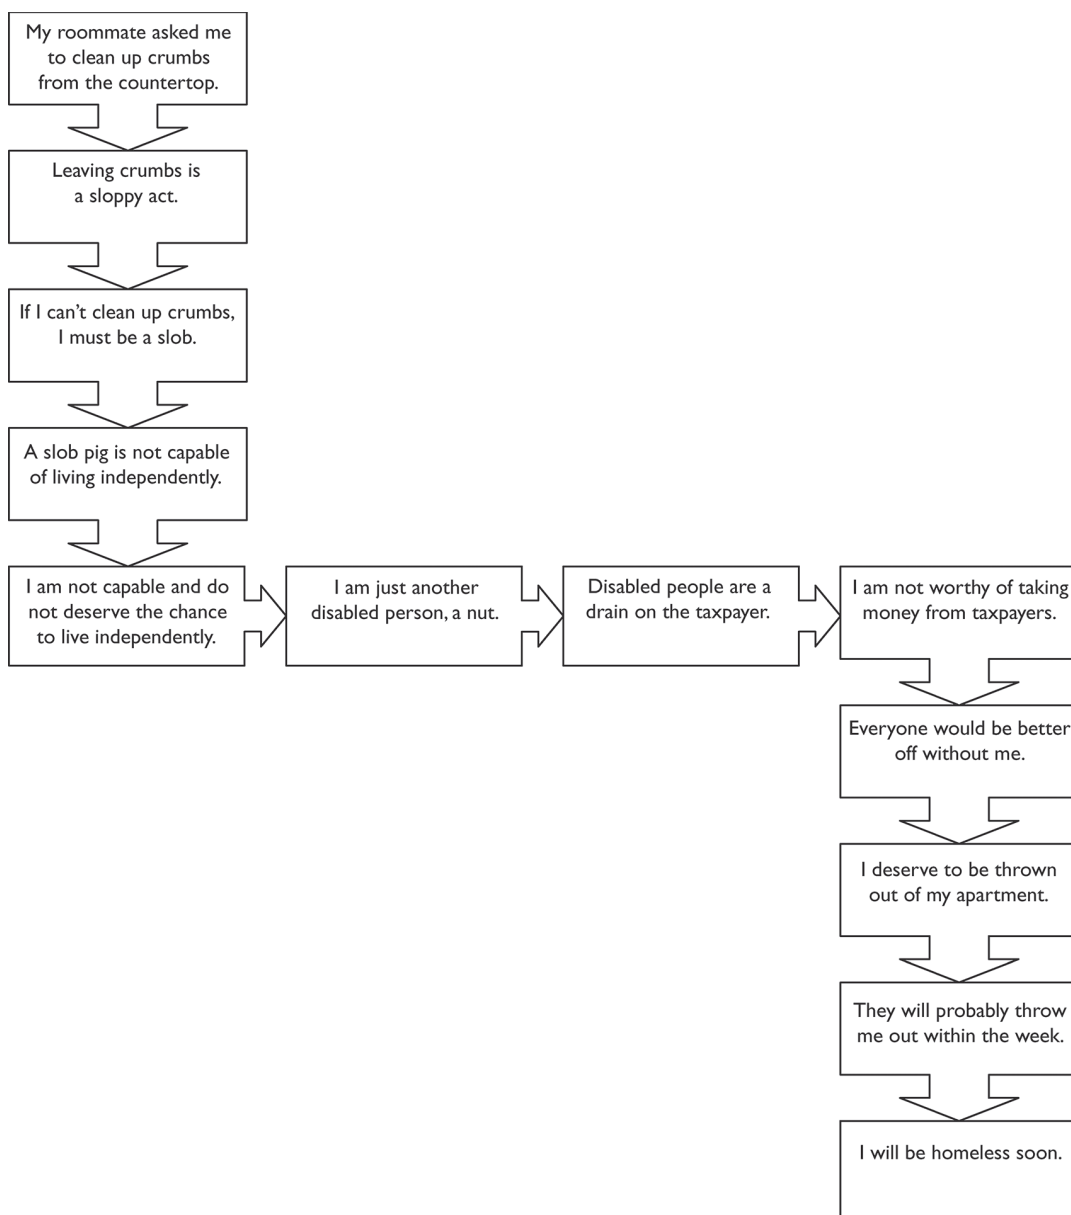 My roommate asked me
to clean up crumbs
from the countertop.
Leaving crumbs is
a sloppy act.
If I can’t clean up crumbs,
I must be a slob.
A slob pig is not capable
of living independently.
I am not capable and do
not deserve the chance
to live independently.
I am just another
disabled person, a nut.
Disabled people are a
drain on the taxpayer.
I am not worthy of taking
money from taxpayers.
Everyone would be better
off without me.
I deserve to be thrown
out of my apartment.
They will probably throw
me out within the week.
I will be homeless soon.